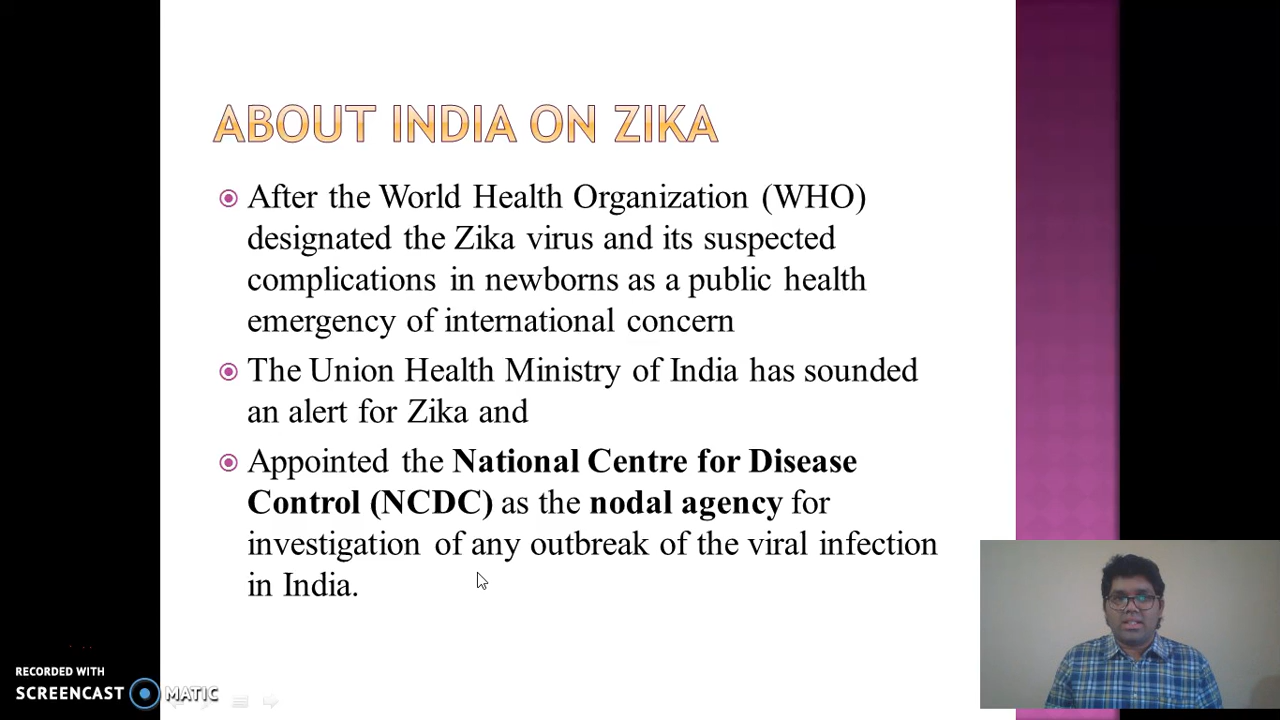 ABOUT INDIA ON ZIKA
After the World Health Organization (WHO)
designated the Zika virus and its suspected
complications in newborns as a public health
emergency of international concern
The Union Health Ministry of India has sounded
an alert for Zika and
Appointed the National Centre for Disease
Control (NCDC) as the nodal agency for
investigation of any outbreak of the viral infection
in India.
RECORDED WITH
SCREENCAST MATIC